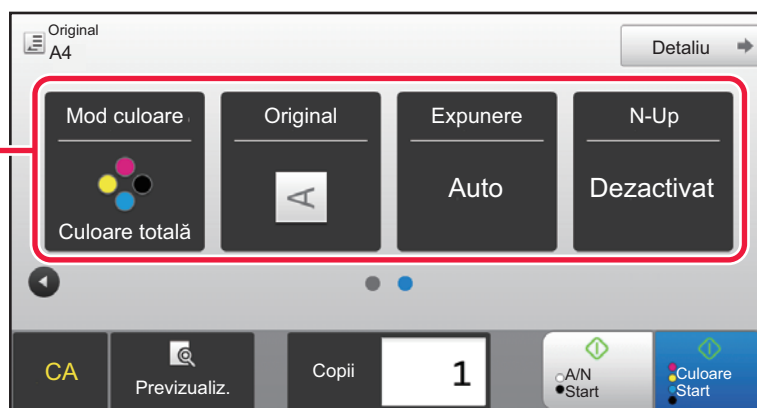 Original
A4
Detaliu
Mod culoare
Culoare totală
Original
A
Expunere
Auto
N-Up
Dezactivat
CA
Previzualiz.
Copii
1
A/N
Start
Culoare
Start